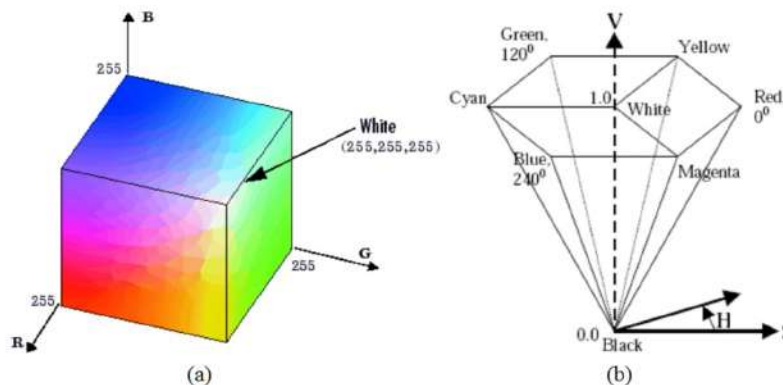 B
255
White
(255,255,255)
G
255
255
R
(a)
V
Green,
120⁰
Yellow
Cyan
1.0
White
Red
0⁰
Blue,
240⁰
Magenta
H
0.0
Black
(b)